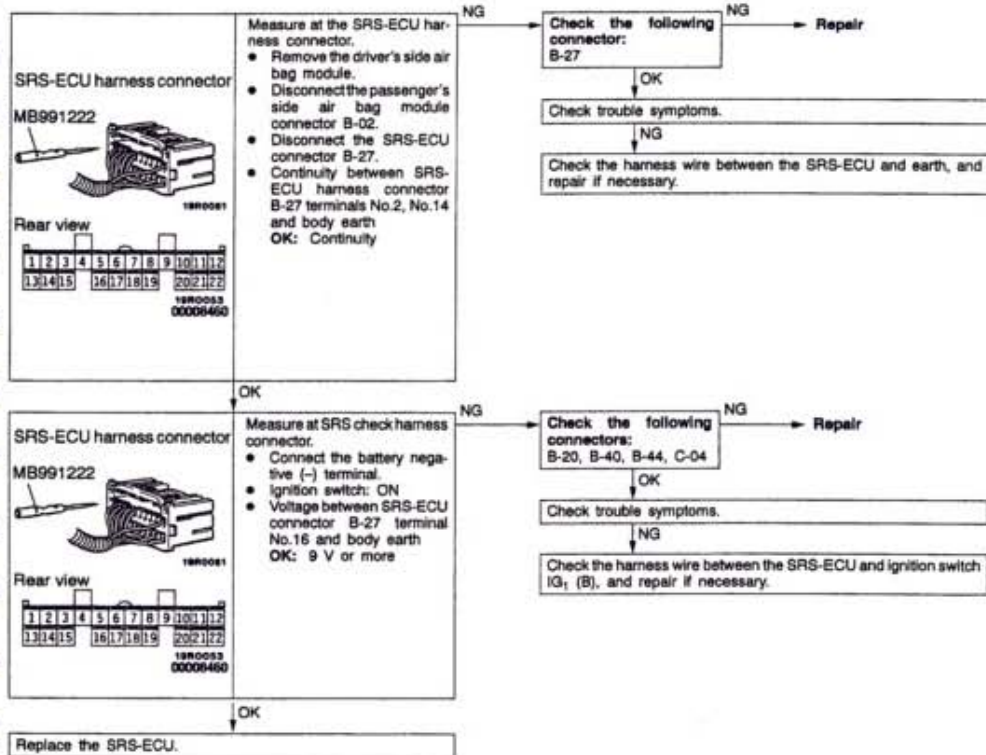 SRS-ECU harness connector
MB991222
19R0081
Rear view
1 2 3 4 5 6 7 8 9 10 11 12
13 14 15 16 17 18 19 20 21 22
19R0053
00006460
Measure at the SRS-ECU har-
ness connector.
● Remove the driver's side air
bag module.
● Disconnect the passenger's
side air bag module
connector B-02.
● Disconnect the SRS-ECU
connector B-27.
● Continuity between SRS-
ECU harness connector
B-27 terminals No.2, No.14
and body earth
OK: Continuity
NG
Check the following
connector:
B-27
NG
Repair
OK
Check trouble symptoms.
NG
Check the harness wire between the SRS-ECU and earth, and
repair if necessary.
OK
SRS-ECU harness connector
MB991222
19R0081
Rear view
1 2 3 4 5 6 7 8 9 10 11 12
13 14 15 16 17 18 19 20 21 22
19R0053
00006460
Measure at SRS check harness
connector.
● Connect the battery nega-
tive (–) terminal.
● Ignition switch: ON
● Voltage between SRS-ECU
connector B-27 terminal
No.16 and body earth
OK: 9 V or more
NG
Check the following
connectors:
B-20, B-40, B-44, C-04
NG
Repair
OK
Check trouble symptoms.
NG
Check the harness wire between the SRS-ECU and ignition switch
IG₁ (B), and repair if necessary.
OK
Replace the SRS-ECU.